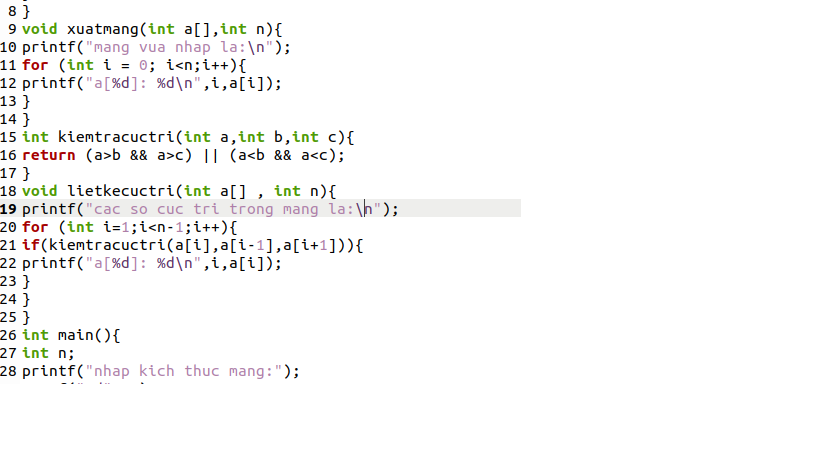 8 }
9 void xuatmang(int a[],int n){
10 printf("mang vua nhap la:\n");
11 for (int i = 0; i<n;i++){
12 printf("a[%d]: %d\n",i,a[i]);
13 }
14 }
15 int kiemtracuctri(int a,int b,int c){
16 return (a>b && a>c) || (a<b && a<c);
17 }
18 void lietkecuctri(int a[] , int n){
19 printf("cac so cuc tri trong mang la:\n");
20 for (int i=1;i<n-1;i++){
21 if(kiemtracuctri(a[i],a[i-1],a[i+1])){
22 printf("a[%d]: %d\n",i,a[i]);
23 }
24 }
25 }
26 int main(){
27 int n;
28 printf("nhap kich thuc mang:");